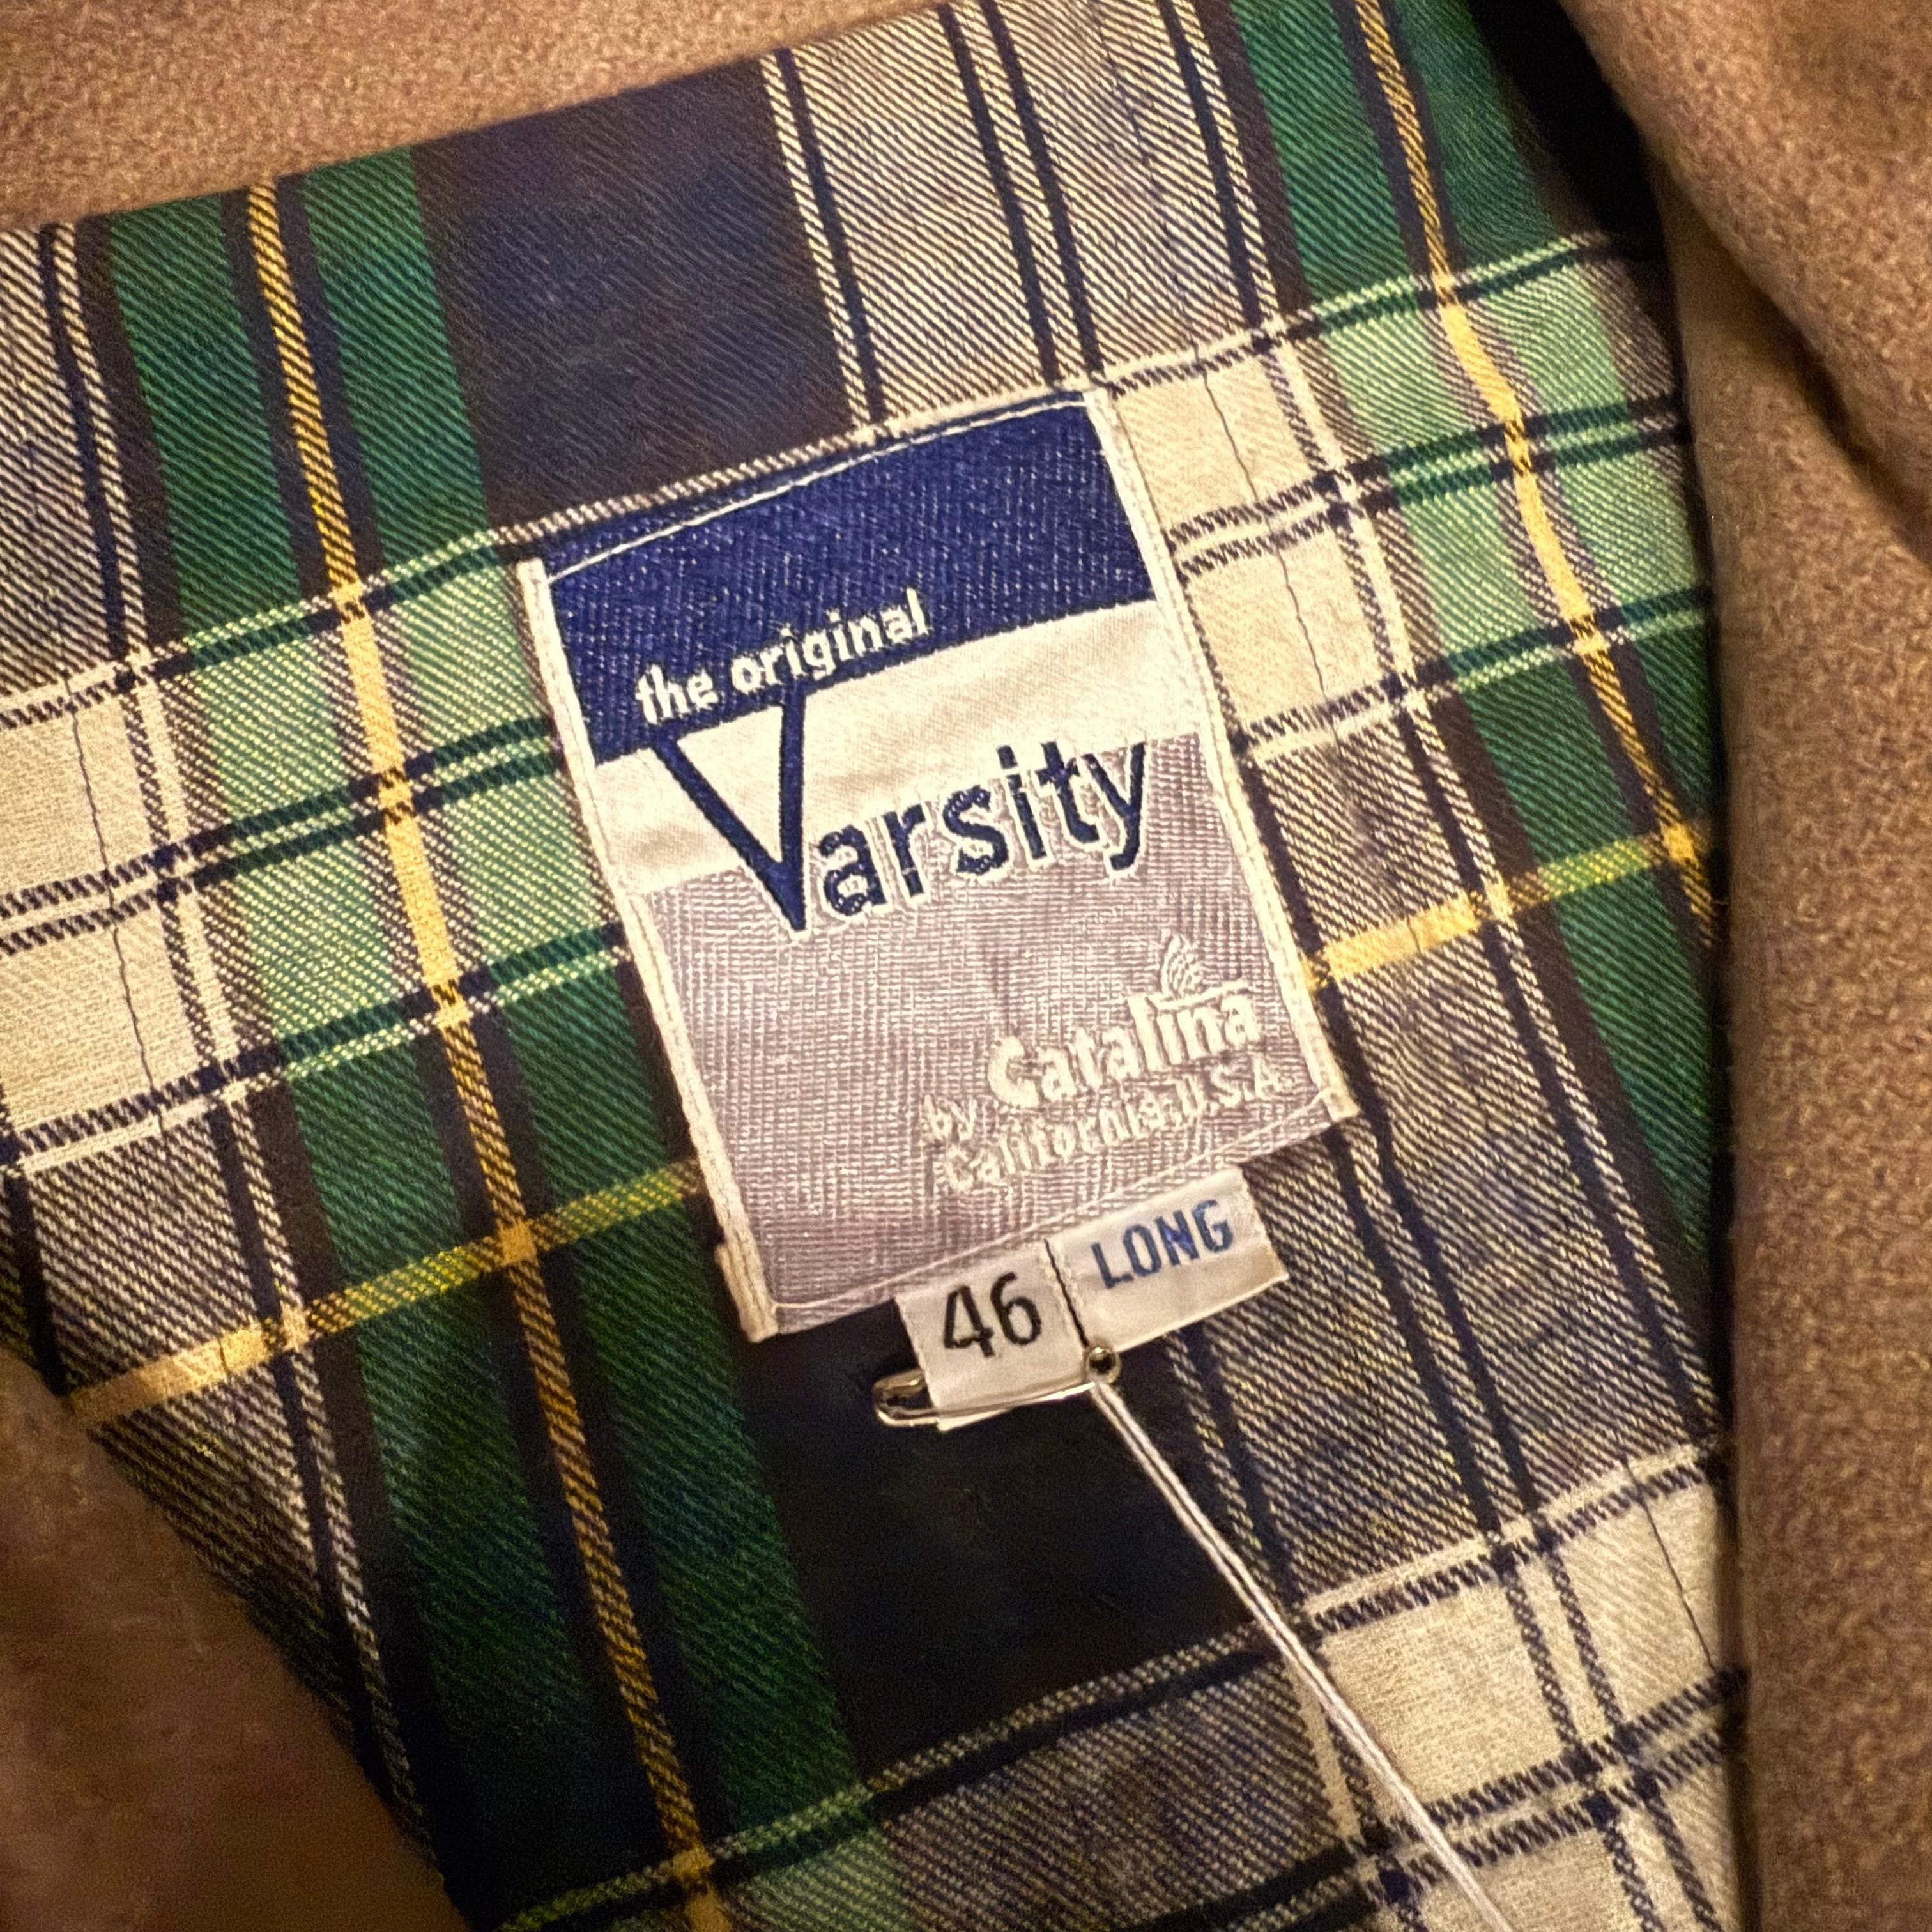 the original
Varsity
Catalina
by California.U.S.A.
46 LONG